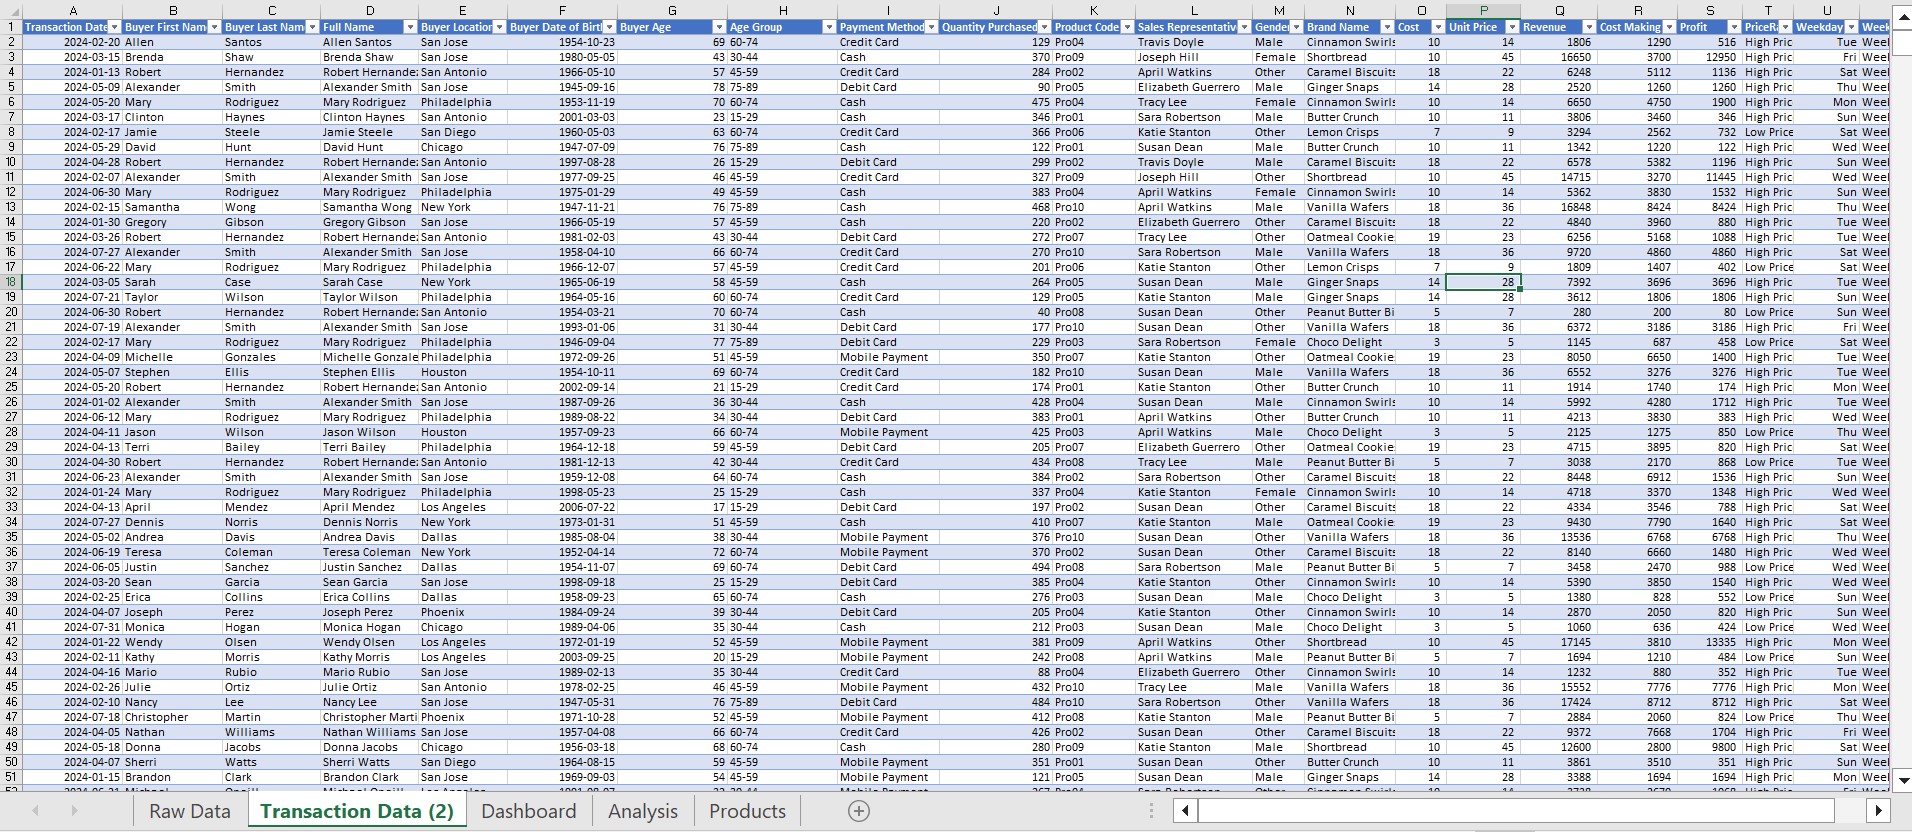 A B C D E F G H I J K L M N O P Q R S T U
1 Transaction Date Buyer First Nam Buyer Last Nam Full Name Buyer Location Buyer Date of Birt Buyer Age Age Group Payment Method Quantity Purchased Product Code Sales Representativ Gender Brand Name Cost Unit Price Revenue Cost Making Profit PriceRa Weekday Week
2 2024-02-20 Allen Santos Allen Santos San Jose 1954-10-23 69 60-74 Credit Card 129 Pro04 Travis Doyle Male Cinnamon Swirls 10 14 1806 1290 516 High Pric Tue Weel
3 2024-03-15 Brenda Shaw Brenda Shaw San Jose 1980-05-05 43 30-44 Cash 370 Pro09 Joseph Hill Female Shortbread 10 45 16650 3700 12950 High Pric Fri Weel
4 2024-01-13 Robert Hernandez Robert Hernande: San Antonio 1966-05-10 57 45-59 Credit Card 284 Pro02 April Watkins Other Caramel Biscuits 18 22 6248 5112 1136 High Pric Sat Weel
5 2024-05-09 Alexander Smith Alexander Smith San Jose 1945-09-16 78 75-89 Debit Card 90 Pro05 Elizabeth Guerrero Male Ginger Snaps 14 28 2520 1260 1260 High Pric Thu Weel
6 2024-05-20 Mary Rodriguez Mary Rodriguez Philadelphia 1953-11-19 70 60-74 Cash 475 Pro04 Tracy Lee Female Cinnamon Swirls 10 14 6650 4750 1900 High Pric Mon Weel
7 2024-03-17 Clinton Haynes Clinton Haynes San Antonio 2001-03-03 23 15-29 Cash 346 Pro01 Sara Robertson Male Butter Crunch 10 11 3806 3460 346 High Pric Sun Weel
8 2024-02-17 Jamie Steele Jamie Steele San Diego 1960-05-03 63 60-74 Credit Card 366 Pro06 Katie Stanton Other Lemon Crisps 7 9 3294 2562 732 Low Price Sat Weel
9 2024-05-29 David Hunt David Hunt Chicago 1947-07-09 76 75-89 Cash 122 Pro01 Susan Dean Male Butter Crunch 10 11 1342 1220 122 High Pric Wed Weel
10 2024-04-28 Robert Hernandez Robert Hernande: San Antonio 1997-08-28 26 15-29 Debit Card 299 Pro02 Travis Doyle Male Caramel Biscuits 18 22 6578 5382 1196 High Pric Sun Weel
11 2024-02-07 Alexander Smith Alexander Smith San Jose 1977-09-25 46 45-59 Credit Card 327 Pro09 Joseph Hill Other Shortbread 10 45 14715 3270 11445 High Pric Wed Weel
12 2024-06-30 Mary Rodriguez Mary Rodriguez Philadelphia 1975-01-29 49 45-59 Cash 383 Pro04 April Watkins Female Cinnamon Swirls 10 14 5362 3830 1532 High Pric Sun Weel
13 2024-02-15 Samantha Wong Samantha Wong New York 1947-11-21 76 75-89 Cash 468 Pro10 April Watkins Male Vanilla Wafers 18 36 16848 8424 8424 High Pric Thu Weel
14 2024-01-30 Gregory Gibson Gregory Gibson San Jose 1966-05-19 57 45-59 Cash 220 Pro02 Elizabeth Guerrero Other Caramel Biscuits 18 22 4840 3960 880 High Pric Tue Weel
15 2024-03-26 Robert Hernandez Robert Hernande: San Antonio 1981-02-03 43 30-44 Debit Card 272 Pro07 Tracy Lee Other Oatmeal Cookie 19 23 6256 5168 1088 High Pric Tue Weel
16 2024-07-27 Alexander Smith Alexander Smith San Jose 1958-04-10 66 60-74 Credit Card 270 Pro10 Sara Robertson Male Vanilla Wafers 18 36 9720 4860 4860 High Pric Sat Weel
17 2024-06-22 Mary Rodriguez Mary Rodriguez Philadelphia 1966-12-07 57 45-59 Credit Card 201 Pro06 Katie Stanton Other Lemon Crisps 7 9 1809 1407 402 Low Price Sat Weel
18 2024-03-05 Sarah Case Sarah Case New York 1965-06-19 58 45-59 Cash 264 Pro05 Susan Dean Male Ginger Snaps 14 28 7392 3696 3696 High Pric Tue Weel
19 2024-07-21 Taylor Wilson Taylor Wilson Philadelphia 1964-05-16 60 60-74 Credit Card 129 Pro05 Katie Stanton Male Ginger Snaps 14 28 3612 1806 1806 High Pric Sun Weel
20 2024-06-30 Robert Hernandez Robert Hernande: San Antonio 1954-03-21 70 60-74 Cash 40 Pro08 Susan Dean Other Peanut Butter Bi 5 7 280 200 80 Low Price Sun Weel
21 2024-07-19 Alexander Smith Alexander Smith San Jose 1993-01-06 31 30-44 Debit Card 177 Pro10 Susan Dean Other Vanilla Wafers 18 36 6372 3186 3186 High Pric Fri Weel
22 2024-02-17 Mary Rodriguez Mary Rodriguez Philadelphia 1946-09-04 77 75-89 Debit Card 229 Pro03 Sara Robertson Female Choco Delight 3 5 1145 687 458 Low Price Sat Weel
23 2024-04-09 Michelle Gonzales Michelle Gonzale Philadelphia 1972-09-26 51 45-59 Mobile Payment 350 Pro07 Katie Stanton Other Oatmeal Cookie 19 23 8050 6650 1400 High Pric Tue Weel
24 2024-05-07 Stephen Ellis Stephen Ellis Houston 1954-10-11 69 60-74 Credit Card 182 Pro10 Susan Dean Male Vanilla Wafers 18 36 6552 3276 3276 High Pric Tue Weel
25 2024-05-20 Robert Hernandez Robert Hernande: San Antonio 2002-09-14 21 15-29 Credit Card 174 Pro01 Katie Stanton Other Butter Crunch 10 11 1914 1740 174 High Pric Mon Weel
26 2024-01-02 Alexander Smith Alexander Smith San Jose 1987-09-26 36 30-44 Cash 428 Pro04 Susan Dean Male Cinnamon Swirls 10 14 5992 4280 1712 High Pric Tue Weel
27 2024-06-12 Mary Rodriguez Mary Rodriguez Philadelphia 1989-08-22 34 30-44 Debit Card 383 Pro01 April Watkins Other Butter Crunch 10 11 4213 3830 383 High Pric Wed Weel
28 2024-04-11 Jason Wilson Jason Wilson Houston 1957-09-23 66 60-74 Mobile Payment 425 Pro03 April Watkins Male Choco Delight 3 5 2125 1275 850 Low Price Thu Weel
29 2024-04-13 Terri Bailey Terri Bailey Philadelphia 1964-12-18 59 45-59 Debit Card 205 Pro07 Elizabeth Guerrero Male Oatmeal Cookie 19 23 4715 3895 820 High Pric Sat Weel
30 2024-04-30 Robert Hernandez Robert Hernande: San Antonio 1981-12-13 42 30-44 Credit Card 434 Pro08 Tracy Lee Male Peanut Butter Bi 5 7 3038 2170 868 Low Price Tue Weel
31 2024-06-23 Alexander Smith Alexander Smith San Jose 1959-12-08 64 60-74 Cash 384 Pro02 Sara Robertson Other Caramel Biscuits 18 22 8448 6912 1536 High Pric Sun Weel
32 2024-01-24 Mary Rodriguez Mary Rodriguez Philadelphia 1998-05-23 25 15-29 Cash 337 Pro04 Katie Stanton Female Cinnamon Swirls 10 14 4718 3370 1348 High Pric Wed Weel
33 2024-04-13 April Mendez April Mendez Los Angeles 2006-07-22 17 15-29 Debit Card 197 Pro02 Susan Dean Other Caramel Biscuits 18 22 4334 3546 788 High Pric Sat Weel
34 2024-07-27 Dennis Norris Dennis Norris New York 1973-01-31 51 45-59 Cash 410 Pro07 Katie Stanton Male Oatmeal Cookie 19 23 9430 7790 1640 High Pric Sat Weel
35 2024-05-02 Andrea Davis Andrea Davis Dallas 1985-08-04 38 30-44 Mobile Payment 376 Pro10 Susan Dean Other Vanilla Wafers 18 36 13536 6768 6768 High Pric Thu Weel
36 2024-06-19 Teresa Coleman Teresa Coleman New York 1952-04-14 72 60-74 Mobile Payment 370 Pro02 Susan Dean Other Caramel Biscuits 18 22 8140 6660 1480 High Pric Wed Weel
37 2024-06-05 Justin Sanchez Justin Sanchez Dallas 1954-11-07 69 60-74 Debit Card 494 Pro08 Sara Robertson Male Peanut Butter Bi 5 7 3458 2470 988 Low Price Wed Weel
38 2024-03-20 Sean Garcia Sean Garcia San Jose 1998-09-18 25 15-29 Debit Card 385 Pro04 Katie Stanton Other Cinnamon Swirls 10 14 5390 3850 1540 High Pric Wed Weel
39 2024-02-25 Erica Collins Erica Collins Dallas 1958-09-23 65 60-74 Cash 276 Pro03 Susan Dean Male Choco Delight 3 5 1380 828 552 Low Price Sun Weel
40 2024-04-07 Joseph Perez Joseph Perez Phoenix 1984-09-24 39 30-44 Debit Card 205 Pro04 Katie Stanton Other Cinnamon Swirls 10 14 2870 2050 820 High Pric Sun Weel
41 2024-07-31 Monica Hogan Monica Hogan Chicago 1989-04-06 35 30-44 Cash 212 Pro03 Susan Dean Male Choco Delight 3 5 1060 636 424 Low Price Wed Weel
42 2024-01-22 Wendy Olsen Wendy Olsen Los Angeles 1972-01-19 52 45-59 Mobile Payment 381 Pro09 April Watkins Other Shortbread 10 45 17145 3810 13335 High Pric Mon Weel
43 2024-02-11 Kathy Morris Kathy Morris Los Angeles 2003-09-25 20 15-29 Mobile Payment 242 Pro08 April Watkins Male Peanut Butter Bi 5 7 1694 1210 484 Low Price Sun Weel
44 2024-04-16 Mario Rubio Mario Rubio San Jose 1989-02-13 35 30-44 Credit Card 88 Pro04 Elizabeth Guerrero Other Cinnamon Swirls 10 14 1232 880 352 High Pric Tue Weel
45 2024-02-26 Julie Ortiz Julie Ortiz San Antonio 1978-02-25 46 45-59 Mobile Payment 432 Pro10 Tracy Lee Male Vanilla Wafers 18 36 15552 7776 7776 High Pric Mon Weel
46 2024-02-10 Nancy Lee Nancy Lee San Jose 1947-05-31 76 75-89 Debit Card 484 Pro10 Sara Robertson Other Vanilla Wafers 18 36 17424 8712 8712 High Pric Sat Weel
47 2024-07-18 Christopher Martin Christopher Marti Phoenix 1971-10-28 52 45-59 Mobile Payment 412 Pro08 Katie Stanton Male Peanut Butter Bi 5 7 2884 2060 824 Low Price Thu Weel
48 2024-04-05 Nathan Williams Nathan Williams San Jose 1957-04-08 66 60-74 Credit Card 426 Pro02 Susan Dean Other Caramel Biscuits 18 22 9372 7668 1704 High Pric Fri Weel
49 2024-05-18 Donna Jacobs Donna Jacobs Chicago 1956-03-18 68 60-74 Cash 280 Pro09 Katie Stanton Male Shortbread 10 45 12600 2800 9800 High Pric Sat Weel
50 2024-04-07 Sherri Watts Sherri Watts San Diego 1964-08-15 59 45-59 Mobile Payment 351 Pro01 Susan Dean Other Butter Crunch 10 11 3861 3510 351 High Pric Sun Weel
51 2024-01-15 Brandon Clark Brandon Clark San Jose 1969-09-03 54 45-59 Mobile Payment 121 Pro05 Susan Dean Male Ginger Snaps 14 28 3388 1694 1694 High Pric Mon Weel
Raw Data Transaction Data (2) Dashboard Analysis Products